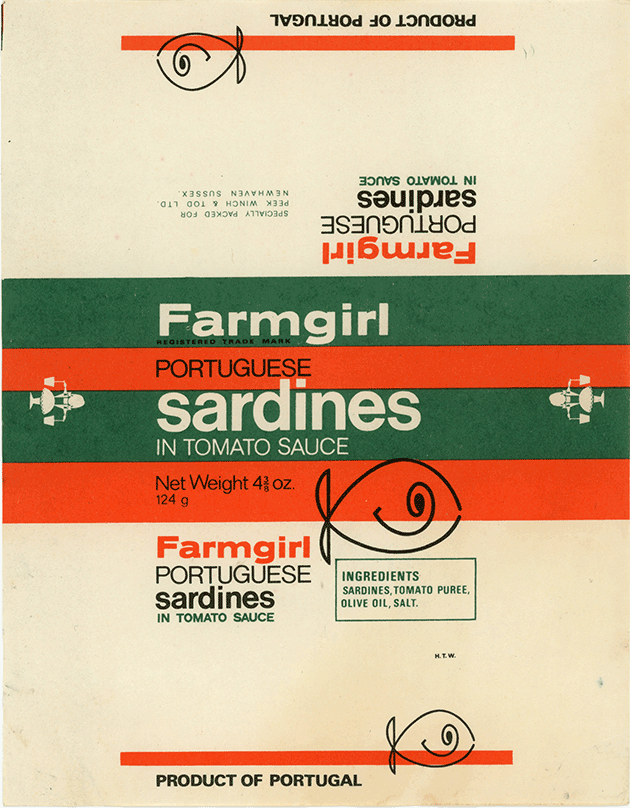 PRODUCT OF PORTUGAL
SPECIALLY PACKED FOR
PEEK WINCH & TOD LTD.
NEWHAVEN SUSSEX.
Farmgirl
PORTUGUESE
sardines
IN TOMATO SAUCE
Farmgirl
REGISTERED TRADE MARK
PORTUGUESE
sardines
IN TOMATO SAUCE
Net Weight 4⅜ oz.
124 g
Farmgirl
PORTUGUESE
sardines
IN TOMATO SAUCE
INGREDIENTS
SARDINES, TOMATO PUREE,
OLIVE OIL, SALT.
H.T.W.
PRODUCT OF PORTUGAL